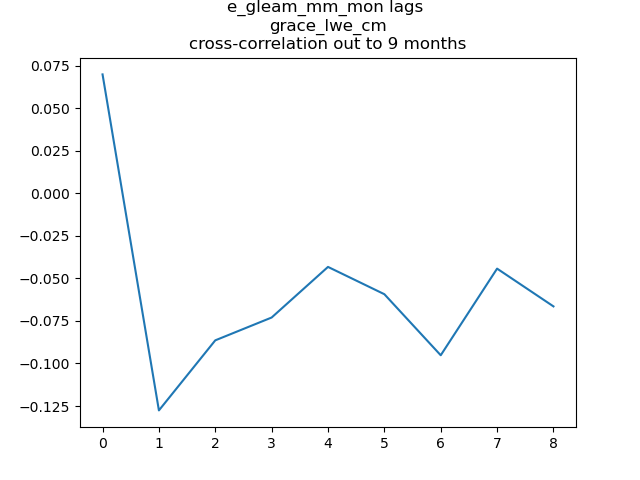 e_gleam_mm_mon lags
grace_lwe_cm
cross-correlation out to 9 months
0.075
0.050
0.025
0.000
−0.025
−0.050
−0.075
−0.100
−0.125
0 1 2 3 4 5 6 7 8